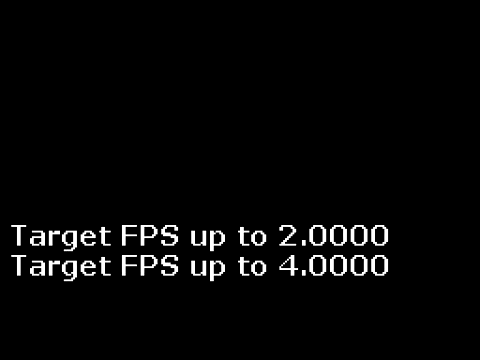 Target FPS up to 2.0000
Target FPS up to 4.0000